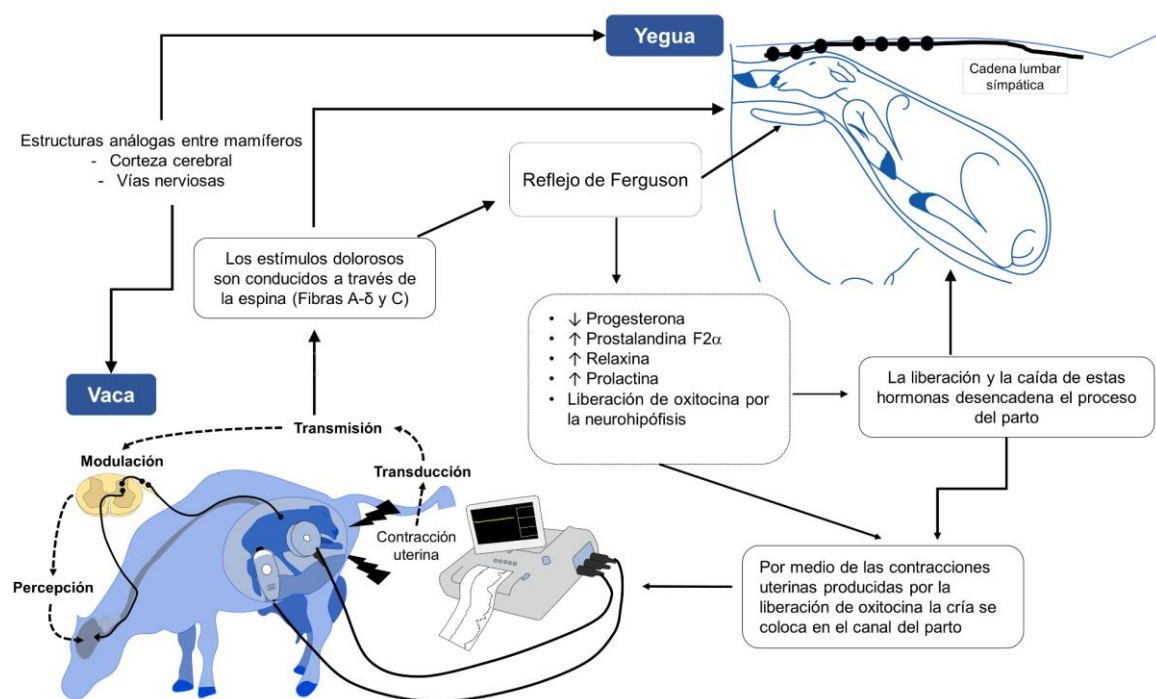 Yegua
Cadena lumbar
símpática
Estructuras análogas entre mamíferos
- Corteza cerebral
- Vías nerviosas
Reflejo de Ferguson
Los estímulos dolorosos
son conducidos a través de
la espina (Fibras A-δ y C)
• ↓ Progesterona
• ↑ Prostalandina F2α
• ↑ Relaxina
• ↑ Prolactina
• Liberación de oxitocina por
la neurohipófisis
La liberación y la caída de estas
hormonas desencadena el proceso
del parto
Vaca
Transmisión
Modulación
Transducción
Contracción
uterina
Percepción
Por medio de las contracciones
uterinas producidas por la
liberación de oxitocina la cría se
coloca en el canal del parto